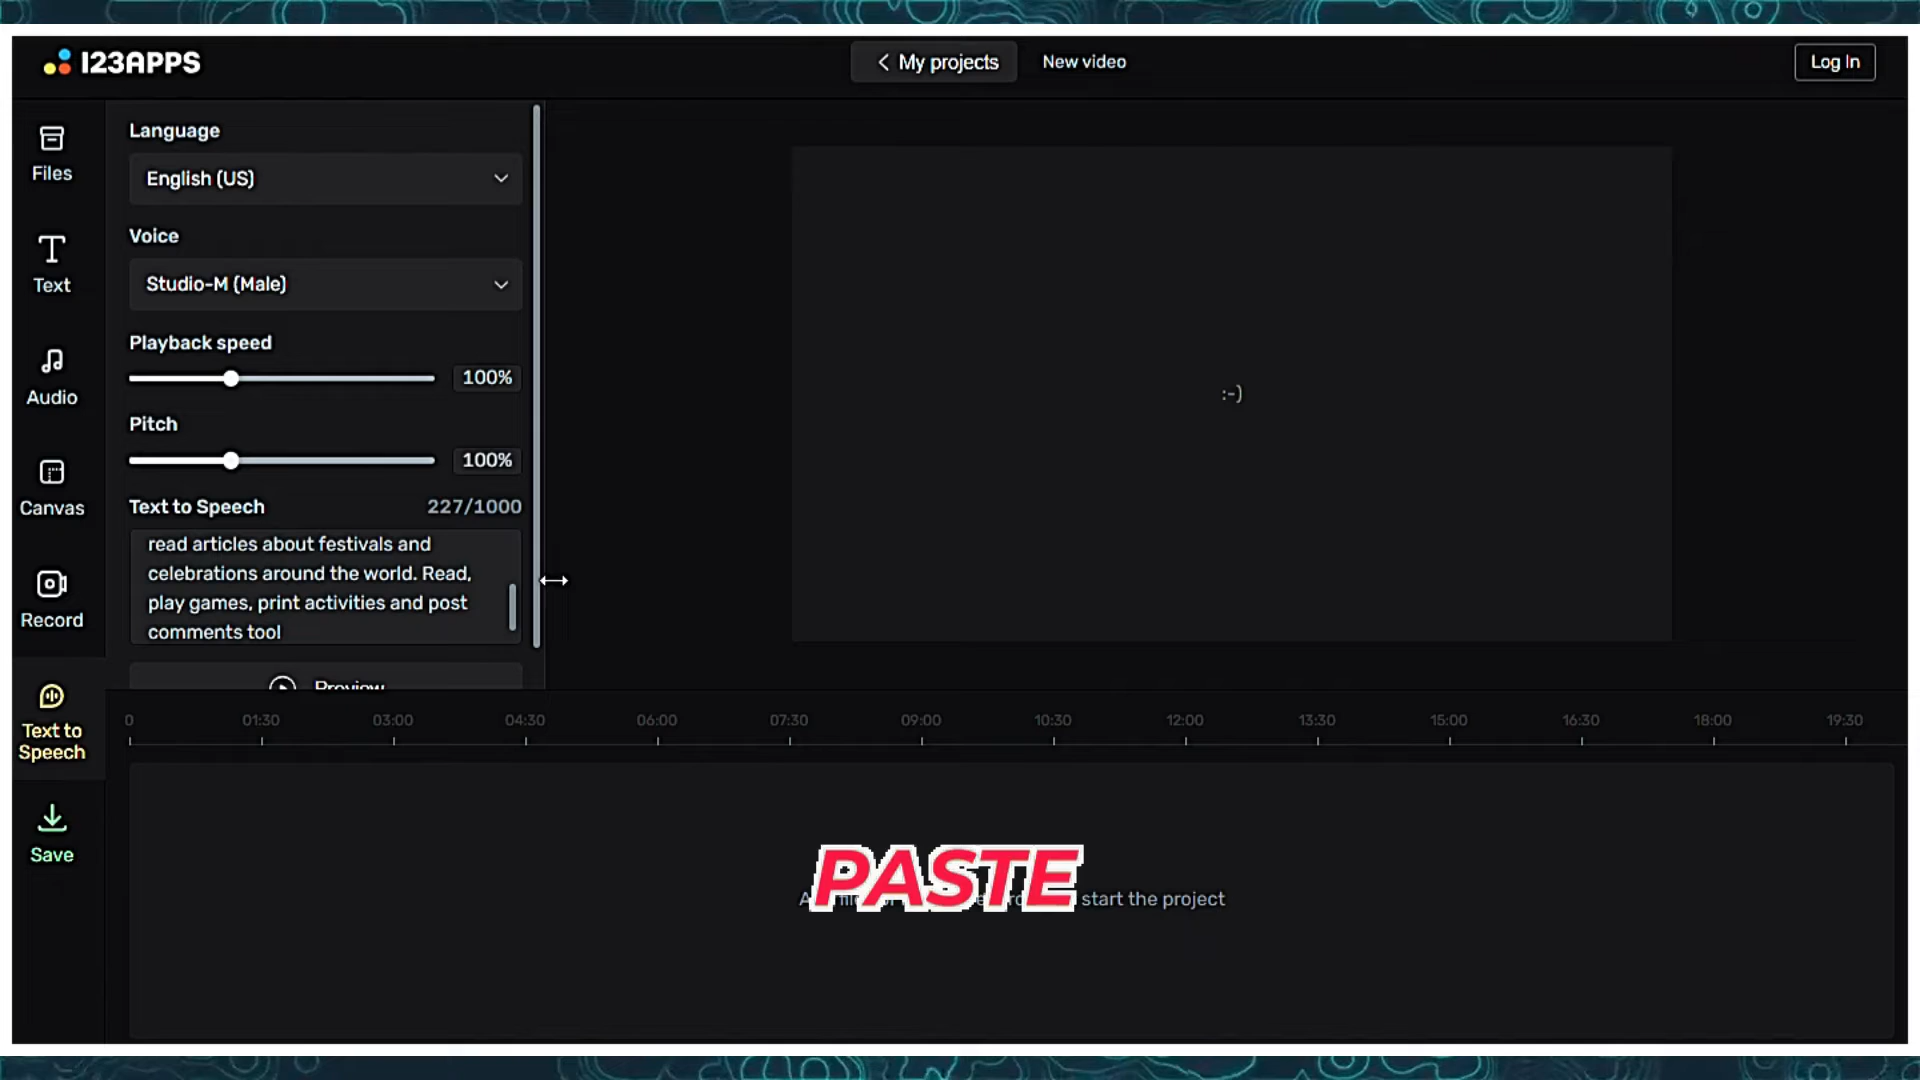 123APPS
My projects
New video
Log In
Files
Text
Audio
Canvas
Record
Text to
Speech
Save
Language
English (US)
Voice
Studio-M (Male)
Playback speed
100%
Pitch
100%
Text to Speech 227/1000
read articles about festivals and
celebrations around the world. Read,
play games, print activities and post
comments tool
Preview
:-)
0 01:30 03:00 04:30 06:00 07:30 09:00 10:30 12:00 13:30 15:00 16:30 18:00 19:30
PASTE
start the project